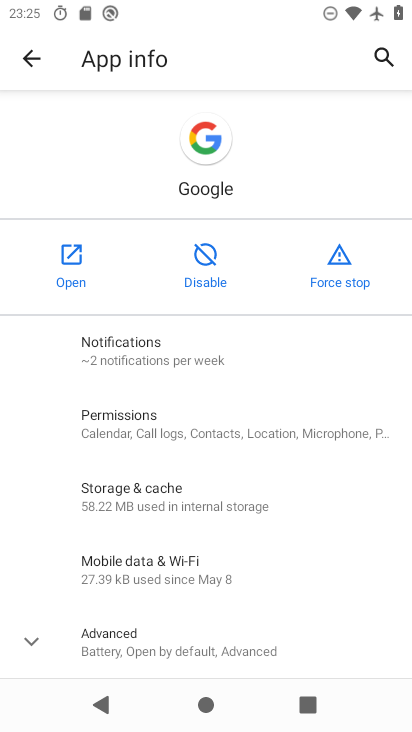 23:25
App info
Google
Open
Disable
Force stop
Notifications
~2 notifications per week
Permissions
Calendar, Call logs, Contacts, Location, Microphone, P...
Storage & cache
58.22 MB used in internal storage
Mobile data & Wi-Fi
27.39 kB used since May 8
Advanced
Battery, Open by default, Advanced